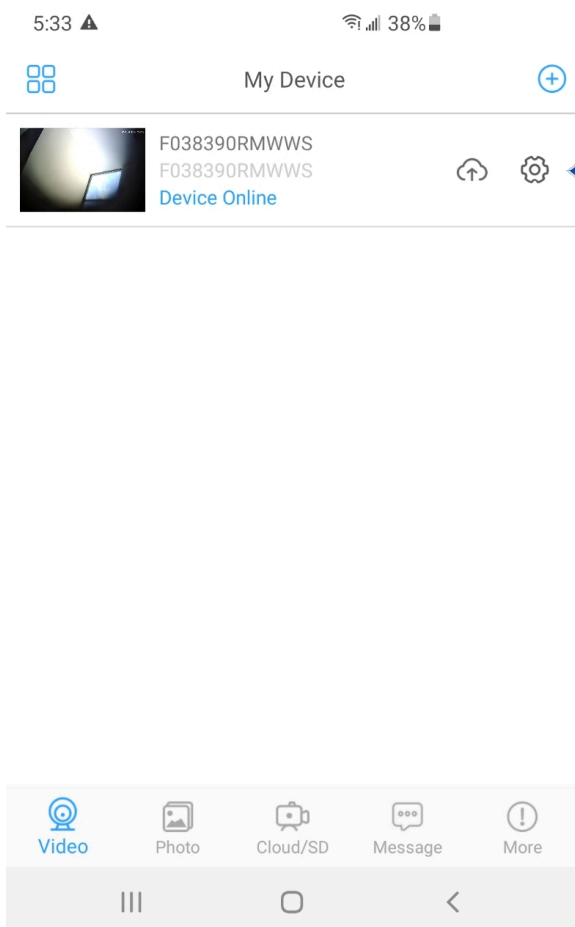 5:33
38%
My Device
F038390RMWWS
F038390RMWWS
Device Online
Video
Photo
Cloud/SD
Message
More